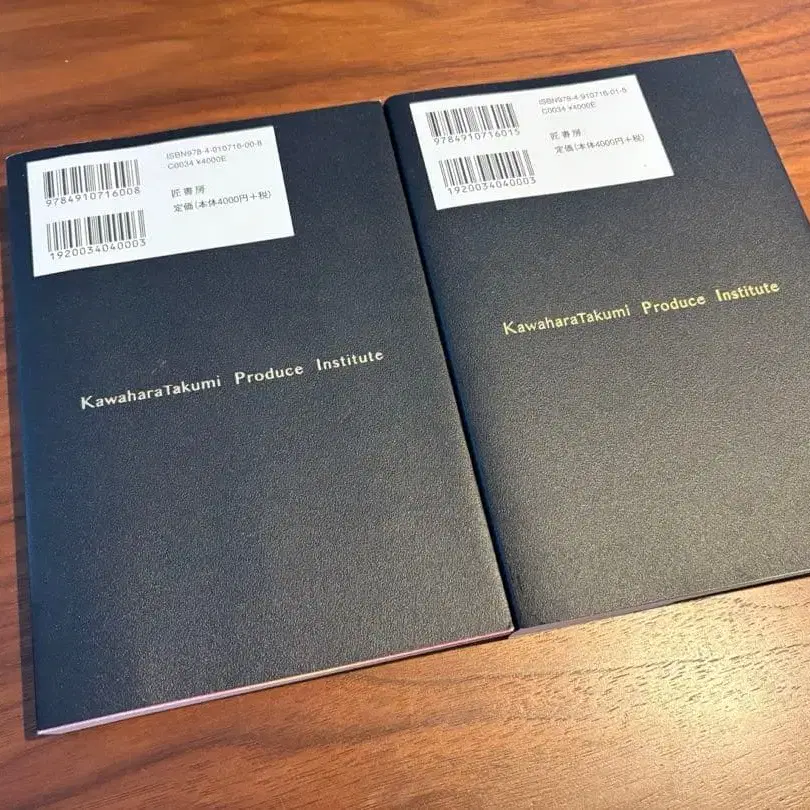 ISBN978-4-910716-00-8
C0034 ¥4000E
9784910716008
匠書房
定価(本体4000円+税)
1920034040003
KawaharaTakumi Produce Institute
ISBN978-4-910716-01-5
C0034 ¥4000E
9784910716015
匠書房
定価(本体4000円+税)
1920034040003
KawaharaTakumi Produce Institute